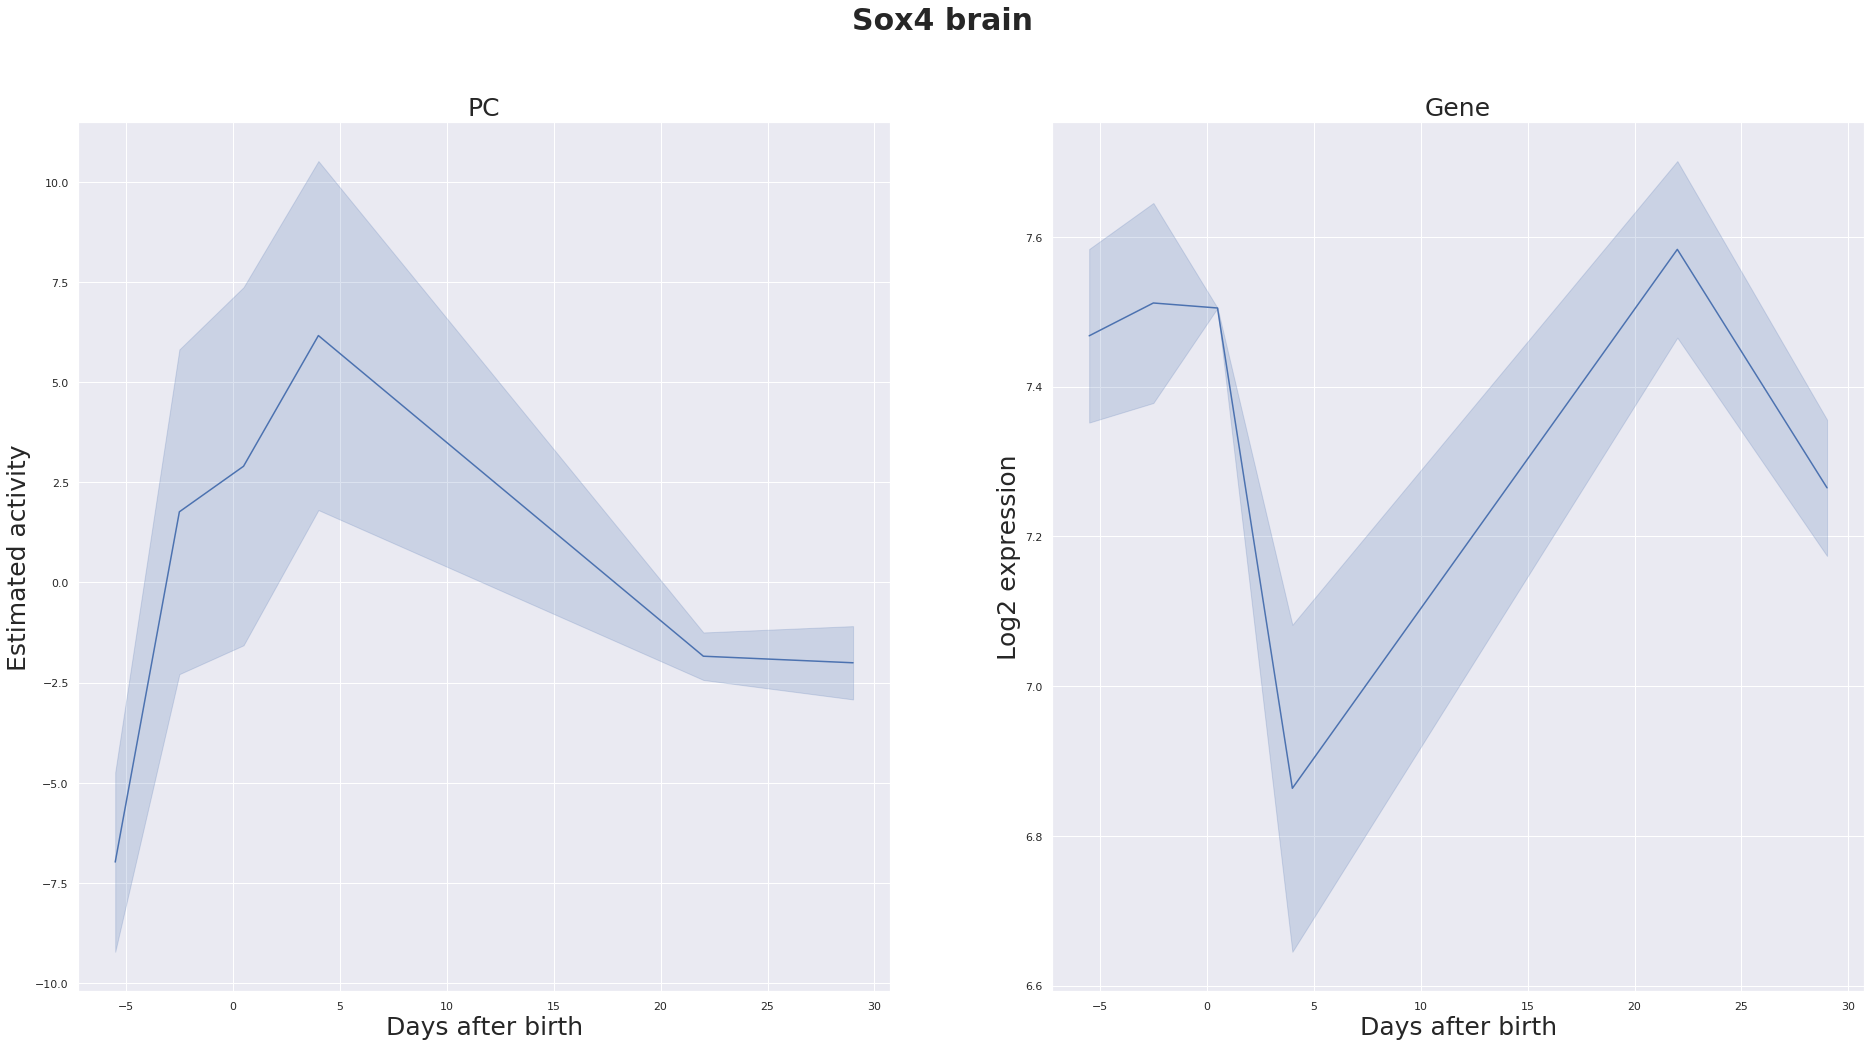 Sox4 brain
PC
Estimated activity
10.0
7.5
5.0
2.5
0.0
−2.5
−5.0
−7.5
−10.0
−5 0 5 10 15 20 25 30
Days after birth
Gene
Log2 expression
7.6
7.4
7.2
7.0
6.8
6.6
−5 0 5 10 15 20 25 30
Days after birth